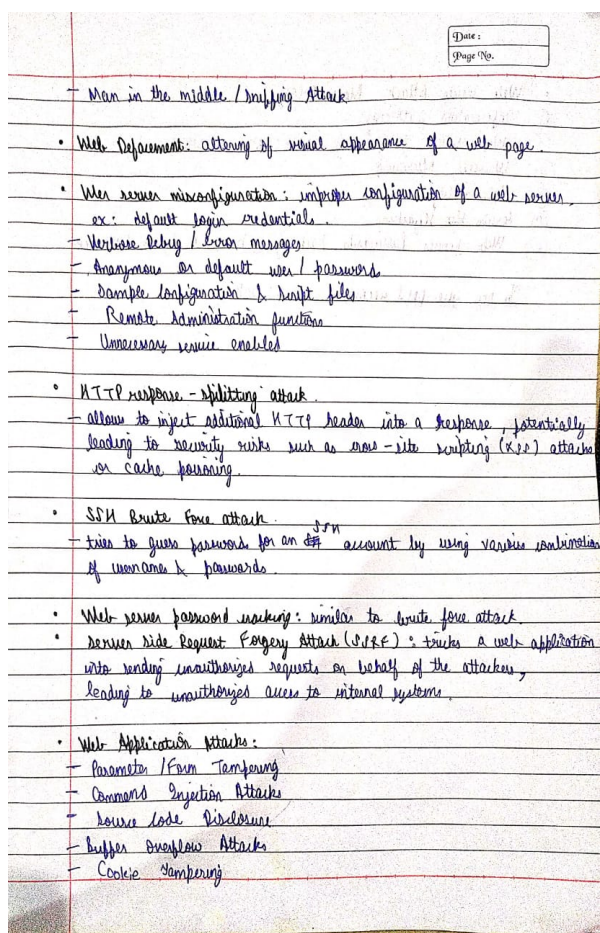 Date :
Page No.
- Man in the middle / sniffing Attack
• Web Defacement: altering of visual appearance of a web page.
• Wer server misconfiguration : improper configuration of a web server,
ex: default login credentials.
- Verbose Debug / Error messages
- Anonymous or default user / passwords
- Sample Configuration & Script files
- Remote Administration functions
- Unnecessary service enabled
• HTTP response - splitting attack.
- allows to inject additional HTTP header into a response, potentially
leading to security risks such as cross-site scripting (XSS) attacks
or cache poisoning.
• SSH Brute Force attack.
- tries to guess password for an SSH account by using various combination
of usernames & passwords.
• Web server password cracking : similar to brute force attack.
• Server side Request Forgery Attack (SSRF) : tricks a web application
into sending unauthorized requests on behalf of the attackers,
leading to unauthorized access to internal systems.
• Web Application Attacks :
- Parameter / Form Tampering
- Command Injection Attacks
- Source Code Disclosure
- Buffer Overflow Attacks
- Cookie Tampering